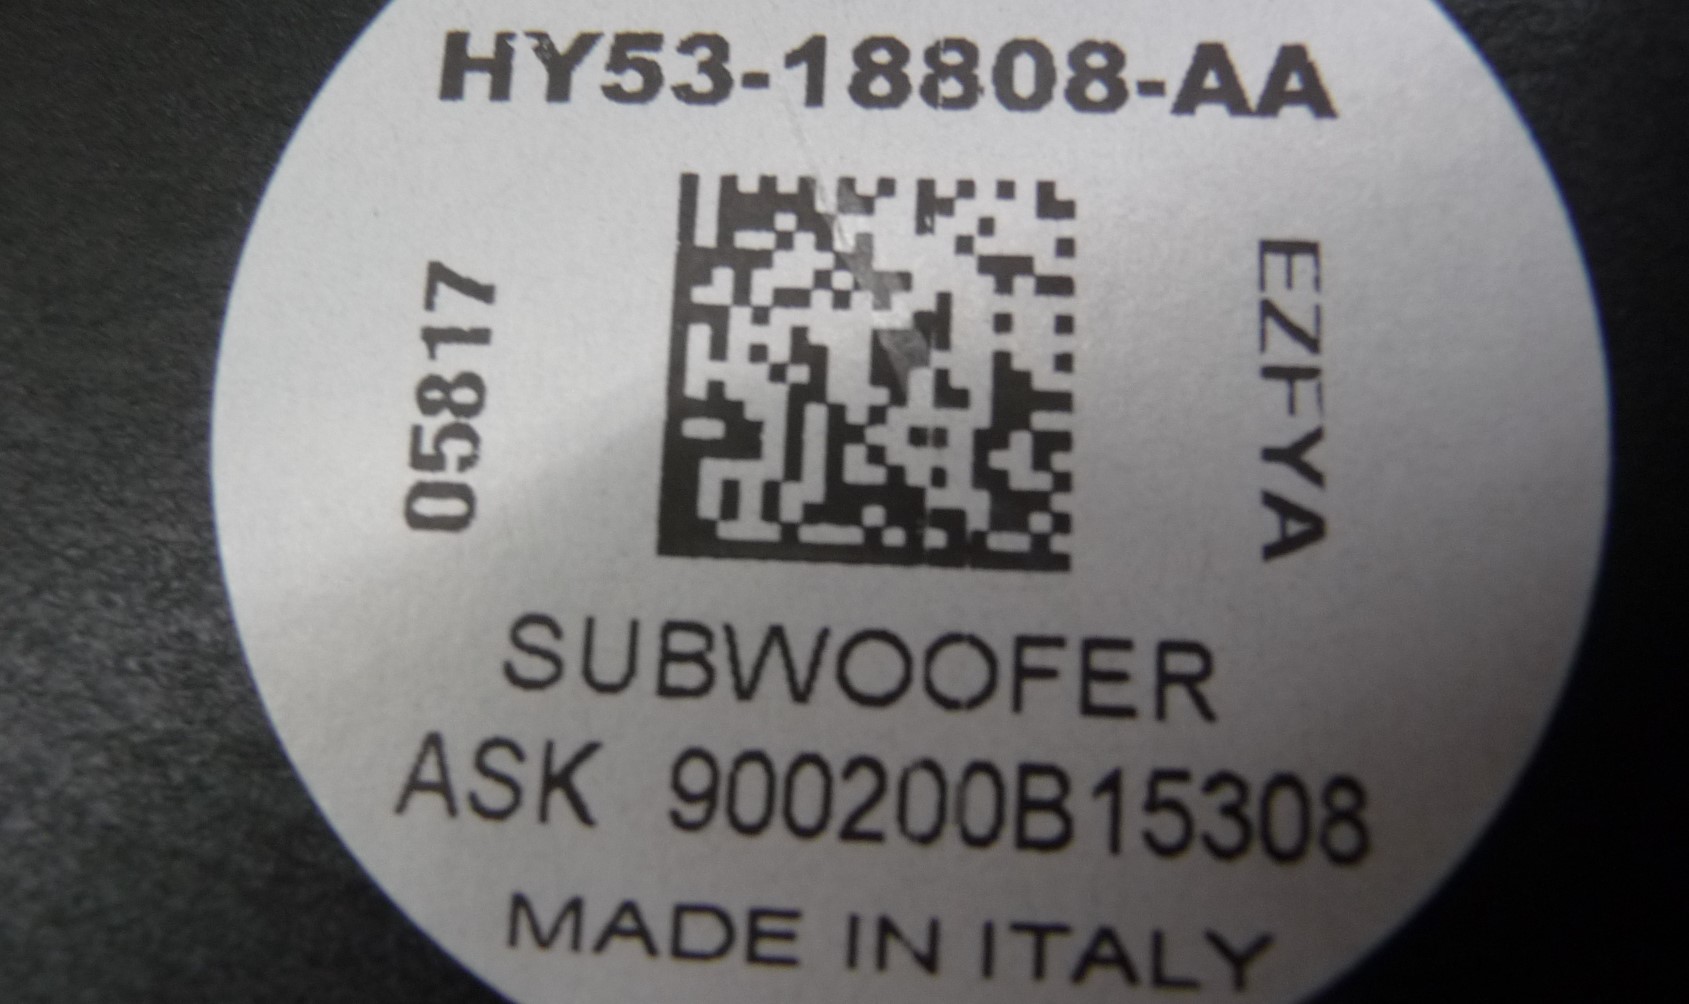 HY53-18808-AA
05817
EZFYA
SUBWOOFER
ASK 900200B15308
MADE IN ITALY